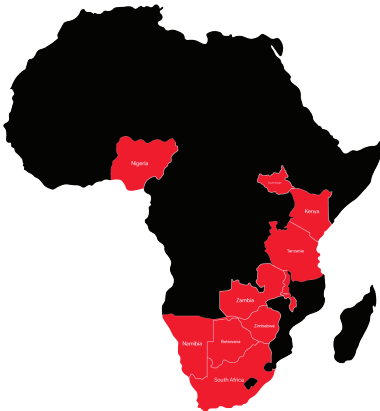 Nigeria
Kenya
Tanzania
Zambia
Zimbabwe
Namibia
Botswana
South Africa